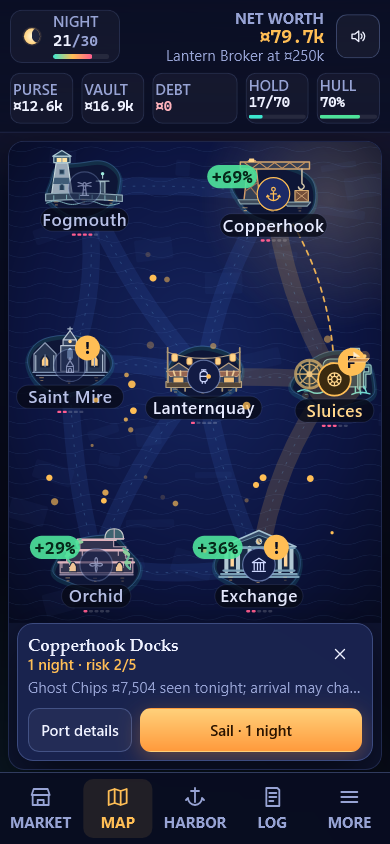 NIGHT
21/30
NET WORTH
¤79.7k
Lantern Broker at ¤250k
PURSE
¤12.6k
VAULT
¤16.9k
DEBT
¤0
HOLD
17/70
HULL
70%
+69%
Fogmouth
Copperhook
!
Saint Mire
Lanternquay
F
Sluices
+29%
Orchid
+36%
!
Exchange
Copperhook Docks
1 night · risk 2/5
Ghost Chips ¤7,504 seen tonight; arrival may cha…
Port details
Sail · 1 night
MARKET
MAP
HARBOR
LOG
MORE